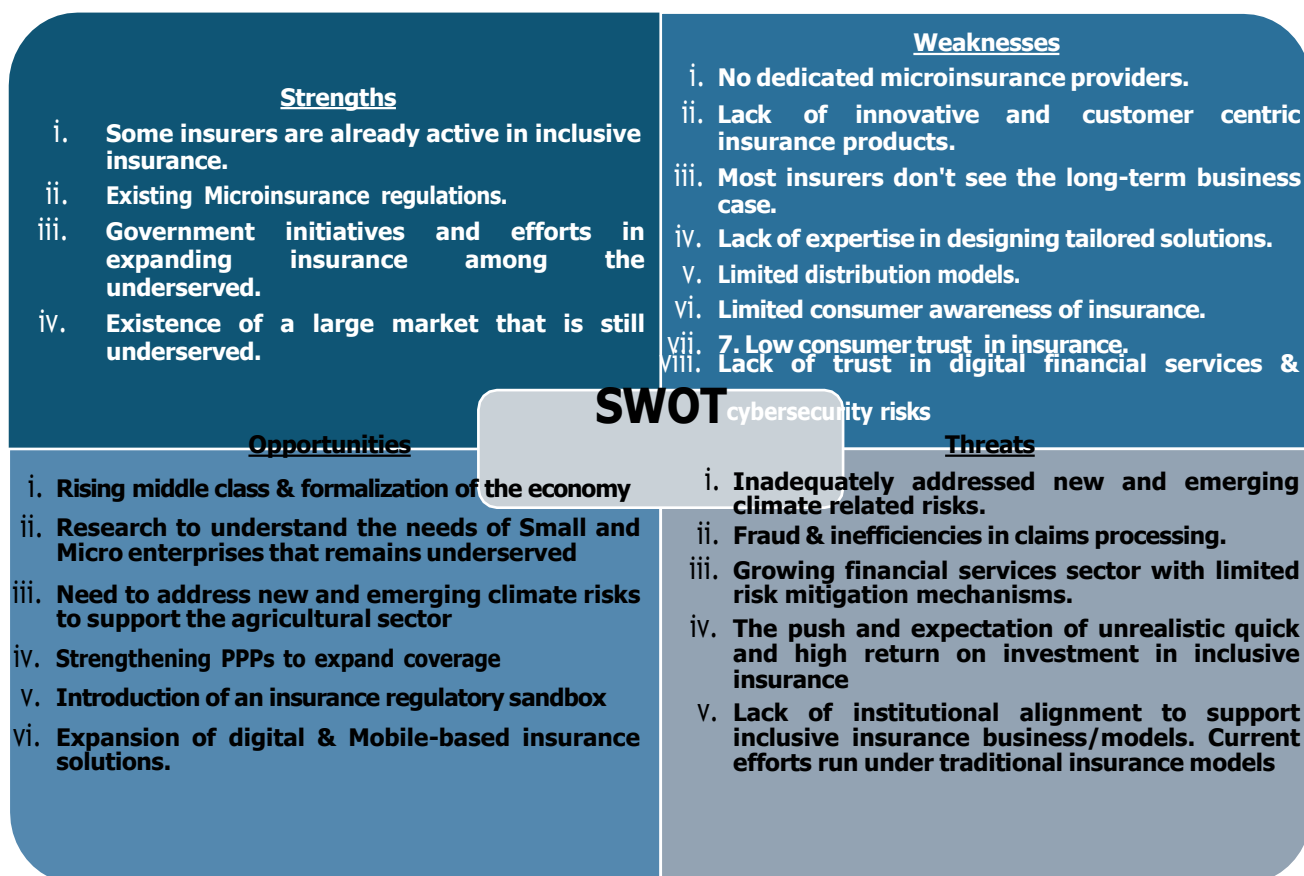 Strengths
i. Some insurers are already active in inclusive
insurance.
ii. Existing Microinsurance regulations.
iii. Government initiatives and efforts in
expanding insurance among the
underserved.
iv. Existence of a large market that is still
underserved.
Weaknesses
i. No dedicated microinsurance providers.
ii. Lack of innovative and customer centric
insurance products.
iii. Most insurers don't see the long-term business
case.
iv. Lack of expertise in designing tailored solutions.
v. Limited distribution models.
vi. Limited consumer awareness of insurance.
vii. 7. Low consumer trust in insurance.
viii. Lack of trust in digital financial services &
cybersecurity risks
SWOT
Opportunities
i. Rising middle class & formalization of the economy
ii. Research to understand the needs of Small and
Micro enterprises that remains underserved
iii. Need to address new and emerging climate risks
to support the agricultural sector
iv. Strengthening PPPs to expand coverage
v. Introduction of an insurance regulatory sandbox
vi. Expansion of digital & Mobile-based insurance
solutions.
Threats
i. Inadequately addressed new and emerging
climate related risks.
ii. Fraud & inefficiencies in claims processing.
iii. Growing financial services sector with limited
risk mitigation mechanisms.
iv. The push and expectation of unrealistic quick
and high return on investment in inclusive
insurance
v. Lack of institutional alignment to support
inclusive insurance business/models. Current
efforts run under traditional insurance models